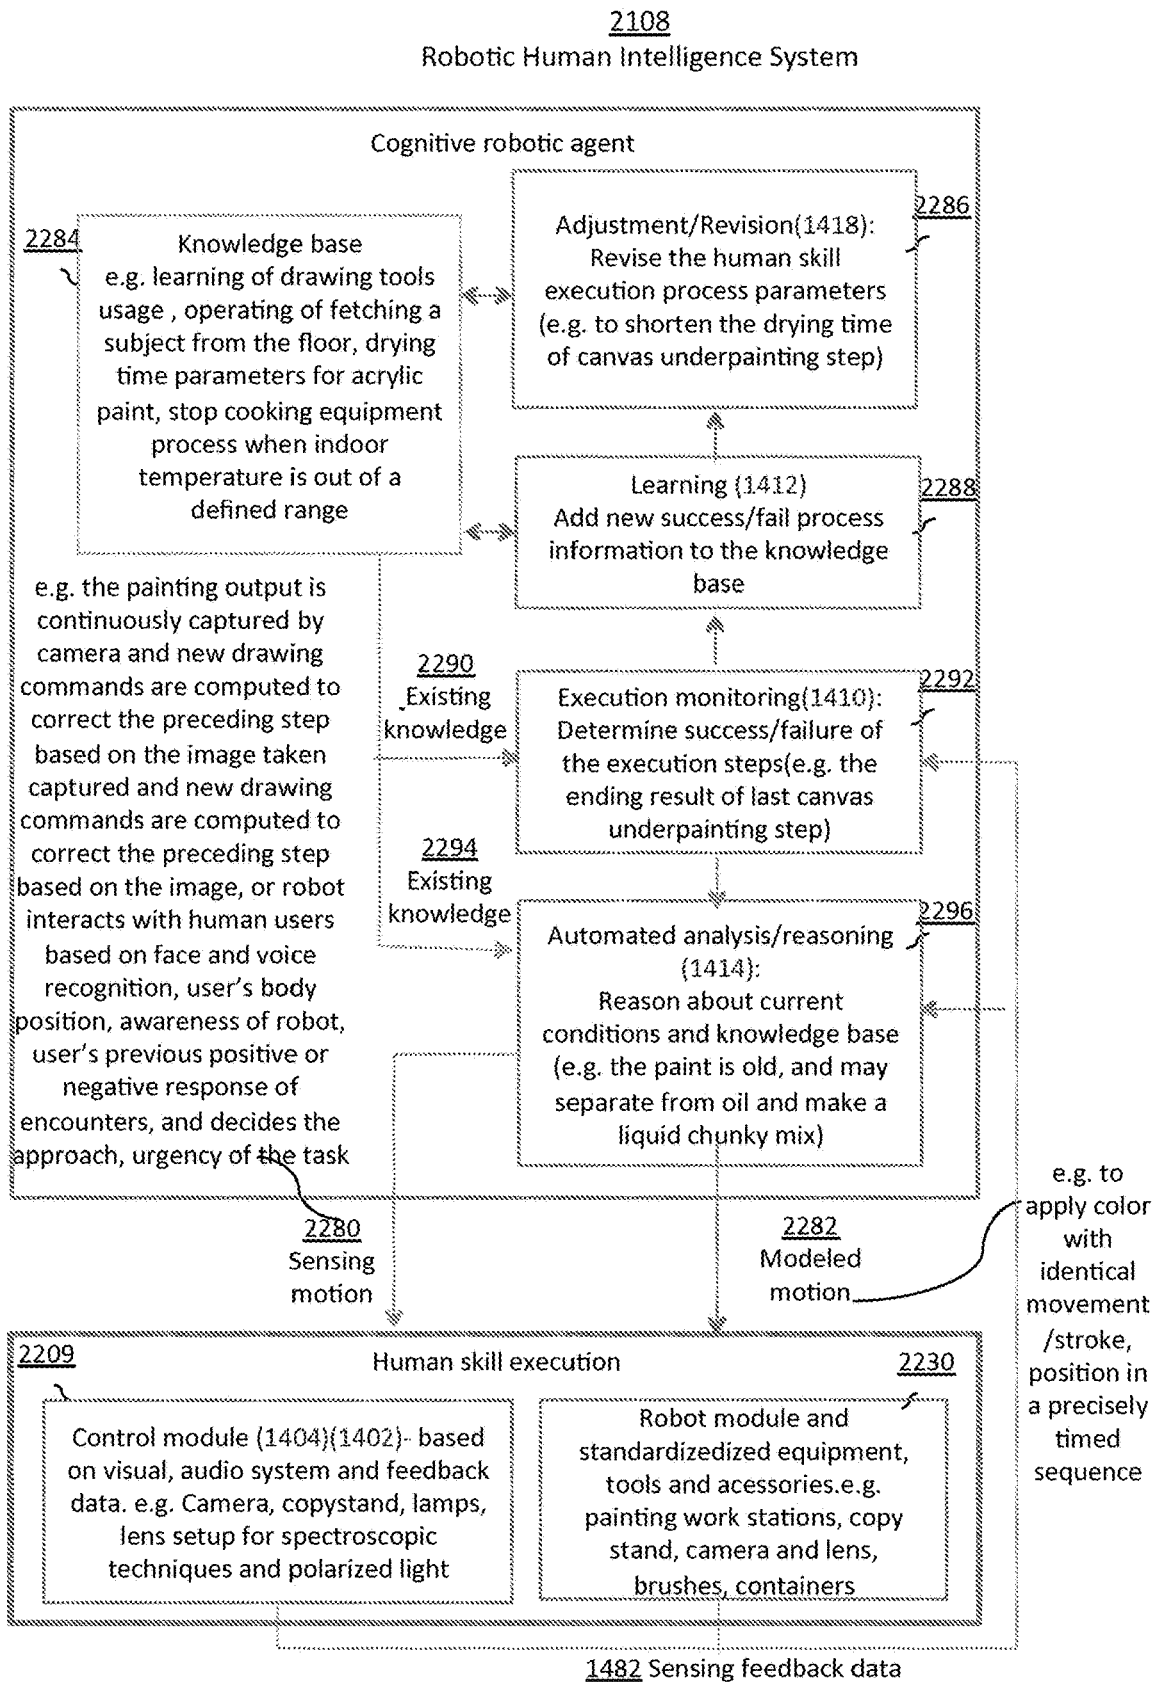 2108
Robotic Human Intelligence System
Cognitive robotic agent
2284
Knowledge base
e.g. learning of drawing tools
usage , operating of fetching a
subject from the floor, drying
time parameters for acrylic
paint, stop cooking equipment
process when indoor
temperature is out of a
defined range
2286
Adjustment/Revision(1418):
Revise the human skill
execution process parameters
(e.g. to shorten the drying time
of canvas underpainting step)
2288
Learning (1412)
Add new success/fail process
information to the knowledge
base
e.g. the painting output is
continuously captured by
camera and new drawing
commands are computed to
correct the preceding step
based on the image taken
captured and new drawing
commands are computed to
correct the preceding step
based on the image, or robot
interacts with human users
based on face and voice
recognition, user's body
position, awareness of robot,
user's previous positive or
negative response of
encounters, and decides the
approach, urgency of the task
2290
Existing
knowledge
2292
Execution monitoring(1410):
Determine success/failure of
the execution steps(e.g. the
ending result of last canvas
underpainting step)
2294
Existing
knowledge
2296
Automated analysis/reasoning
(1414):
Reason about current
conditions and knowledge base
(e.g. the paint is old, and may
separate from oil and make a
liquid chunky mix)
2280
Sensing
motion
2282
Modeled
motion
e.g. to
apply color
with
identical
movement
/stroke,
position in
a precisely
timed
sequence
Human skill execution
2209
Control module (1404)(1402)- based
on visual, audio system and feedback
data. e.g. Camera, copystand, lamps,
lens setup for spectroscopic
techniques and polarized light
2230
Robot module and
standardizedized equipment,
tools and acessories.e.g.
painting work stations, copy
stand, camera and lens,
brushes, containers
1482 Sensing feedback data